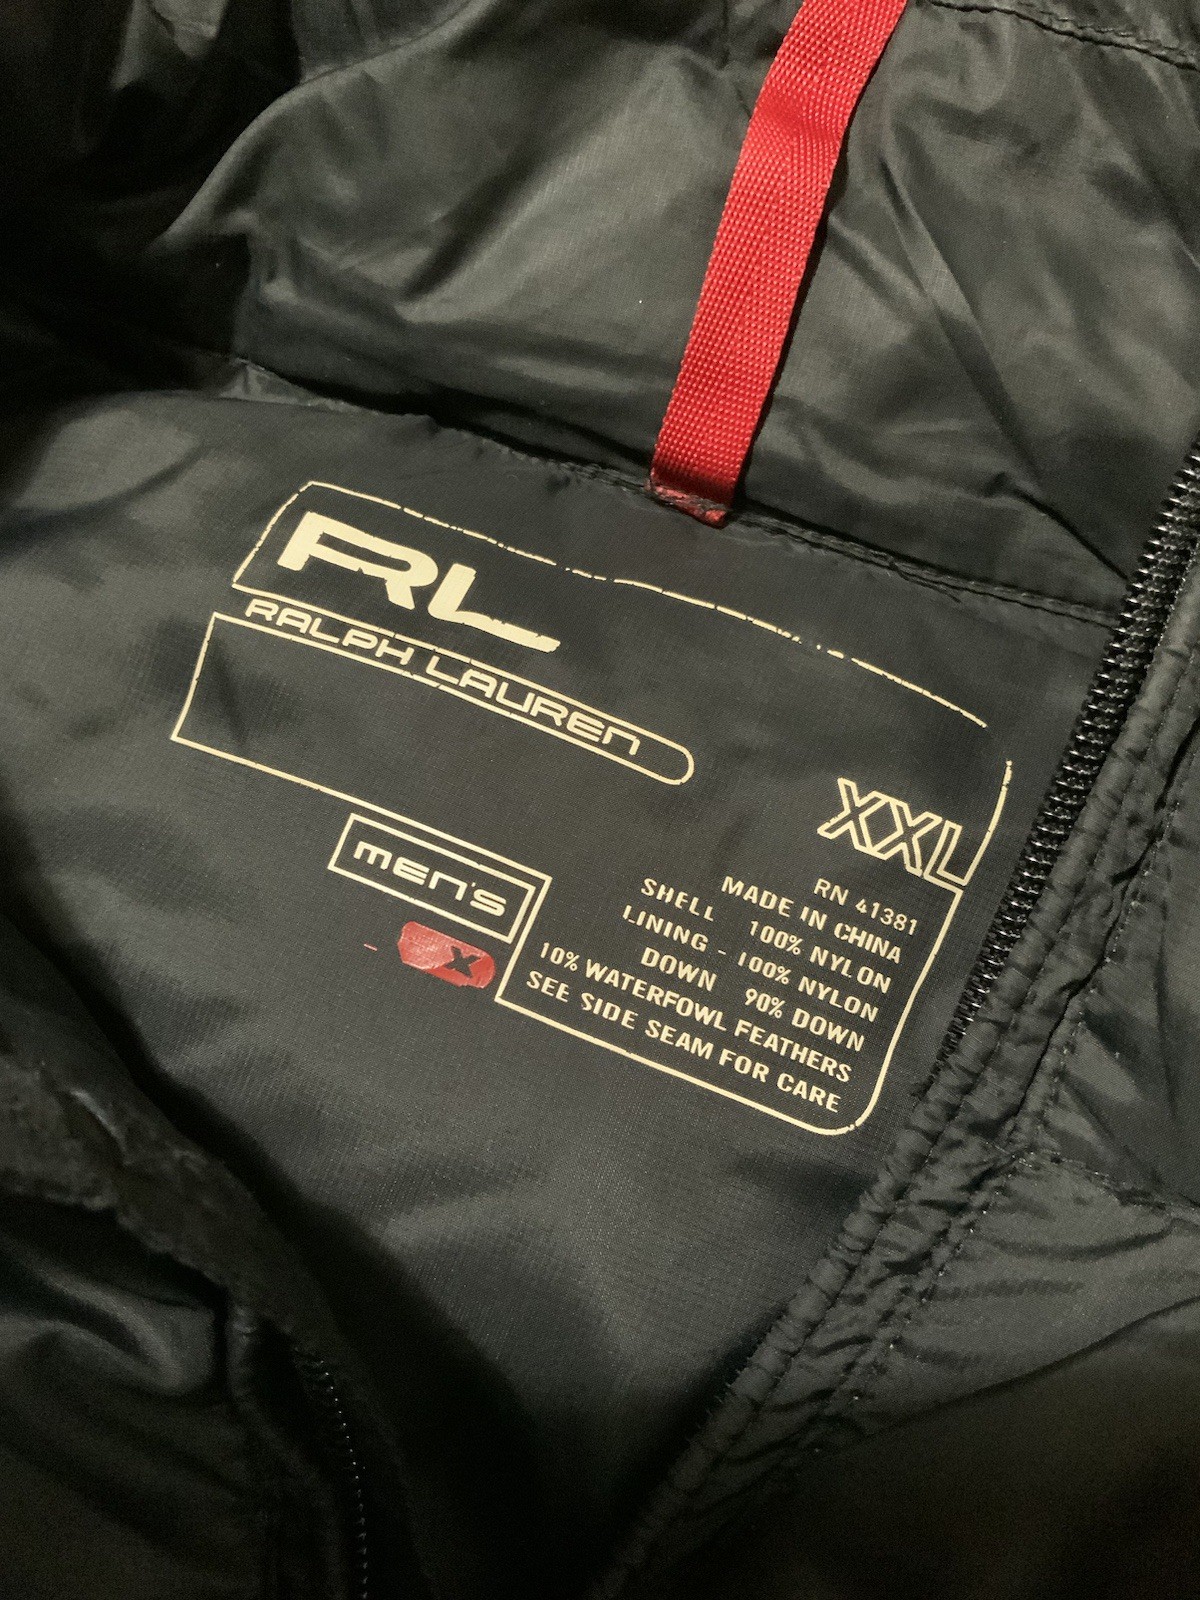 RL
RALPH LAUREN
XXL
MEN'S
X
RN 41381
MADE IN CHINA
SHELL 100% NYLON
LINING - 100% NYLON
DOWN 90% DOWN
10% WATERFOWL FEATHERS
SEE SIDE SEAM FOR CARE